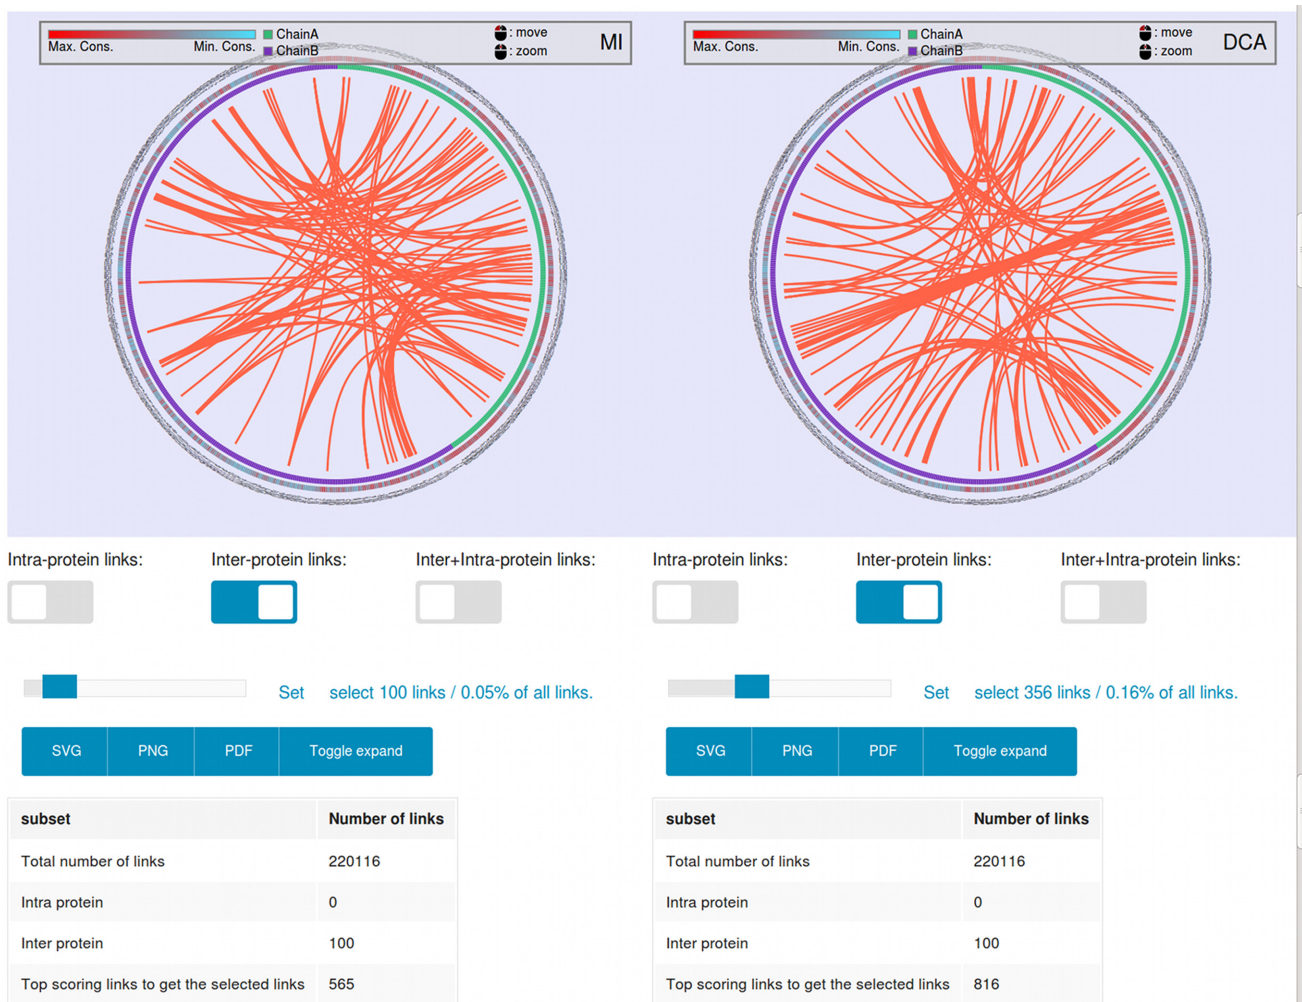 Max. Cons. Min. Cons. ChainA ChainB : move : zoom MI
Max. Cons. Min. Cons. ChainA ChainB : move : zoom DCA
Intra-protein links: Inter-protein links: Inter+Intra-protein links:
Intra-protein links: Inter-protein links: Inter+Intra-protein links:
Set select 100 links / 0.05% of all links.
Set select 356 links / 0.16% of all links.
SVG PNG PDF Toggle expand
SVG PNG PDF Toggle expand
subset Number of links
Total number of links 220116
Intra protein 0
Inter protein 100
Top scoring links to get the selected links 565
subset Number of links
Total number of links 220116
Intra protein 0
Inter protein 100
Top scoring links to get the selected links 816